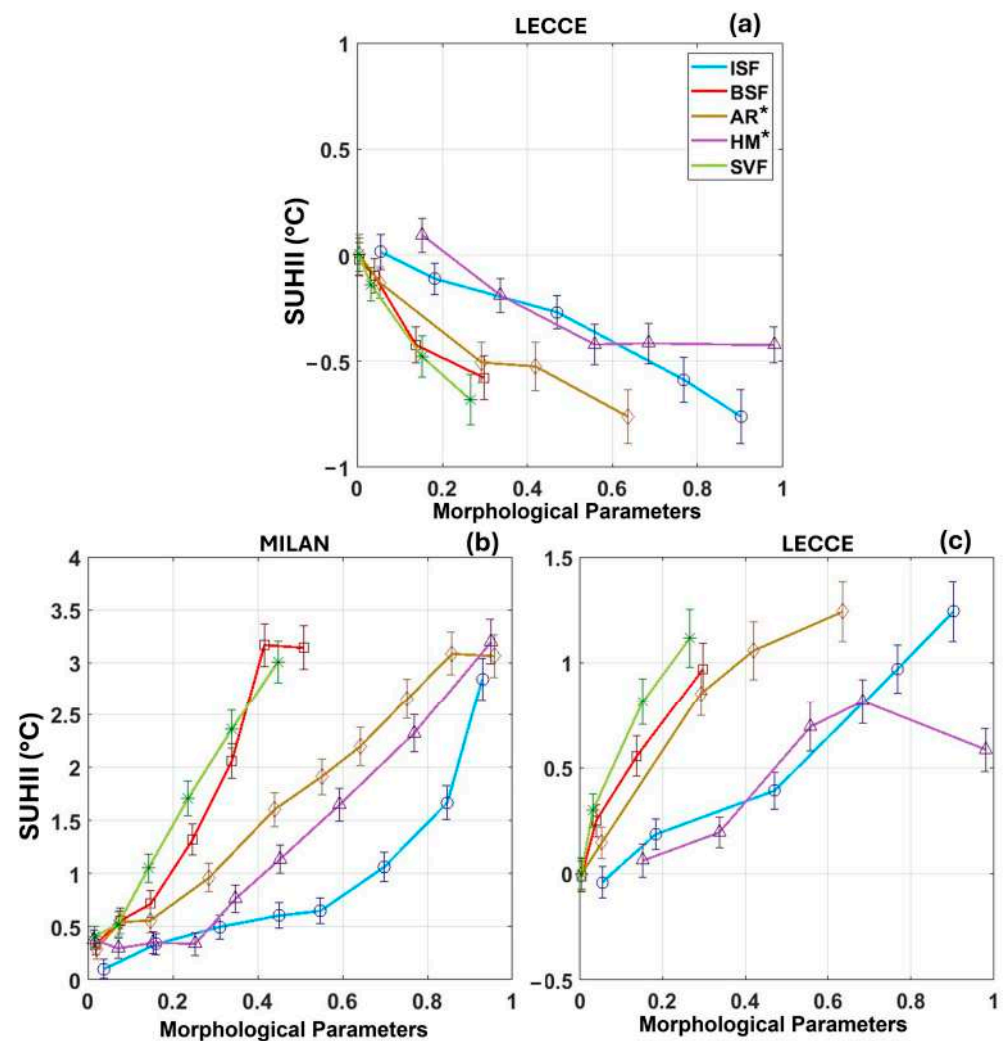 LECCE (a)
1
0.5
0
−0.5
−1
SUHII (°C)
ISF
BSF
AR*
HM*
SVF
0 0.2 0.4 0.6 0.8 1
Morphological Parameters
MILAN (b)
4
3.5
3
2.5
2
1.5
1
0.5
0
SUHII (°C)
0 0.2 0.4 0.6 0.8 1
Morphological Parameters
LECCE (c)
1.5
1
0.5
0
−0.5
0 0.2 0.4 0.6 0.8 1
Morphological Parameters